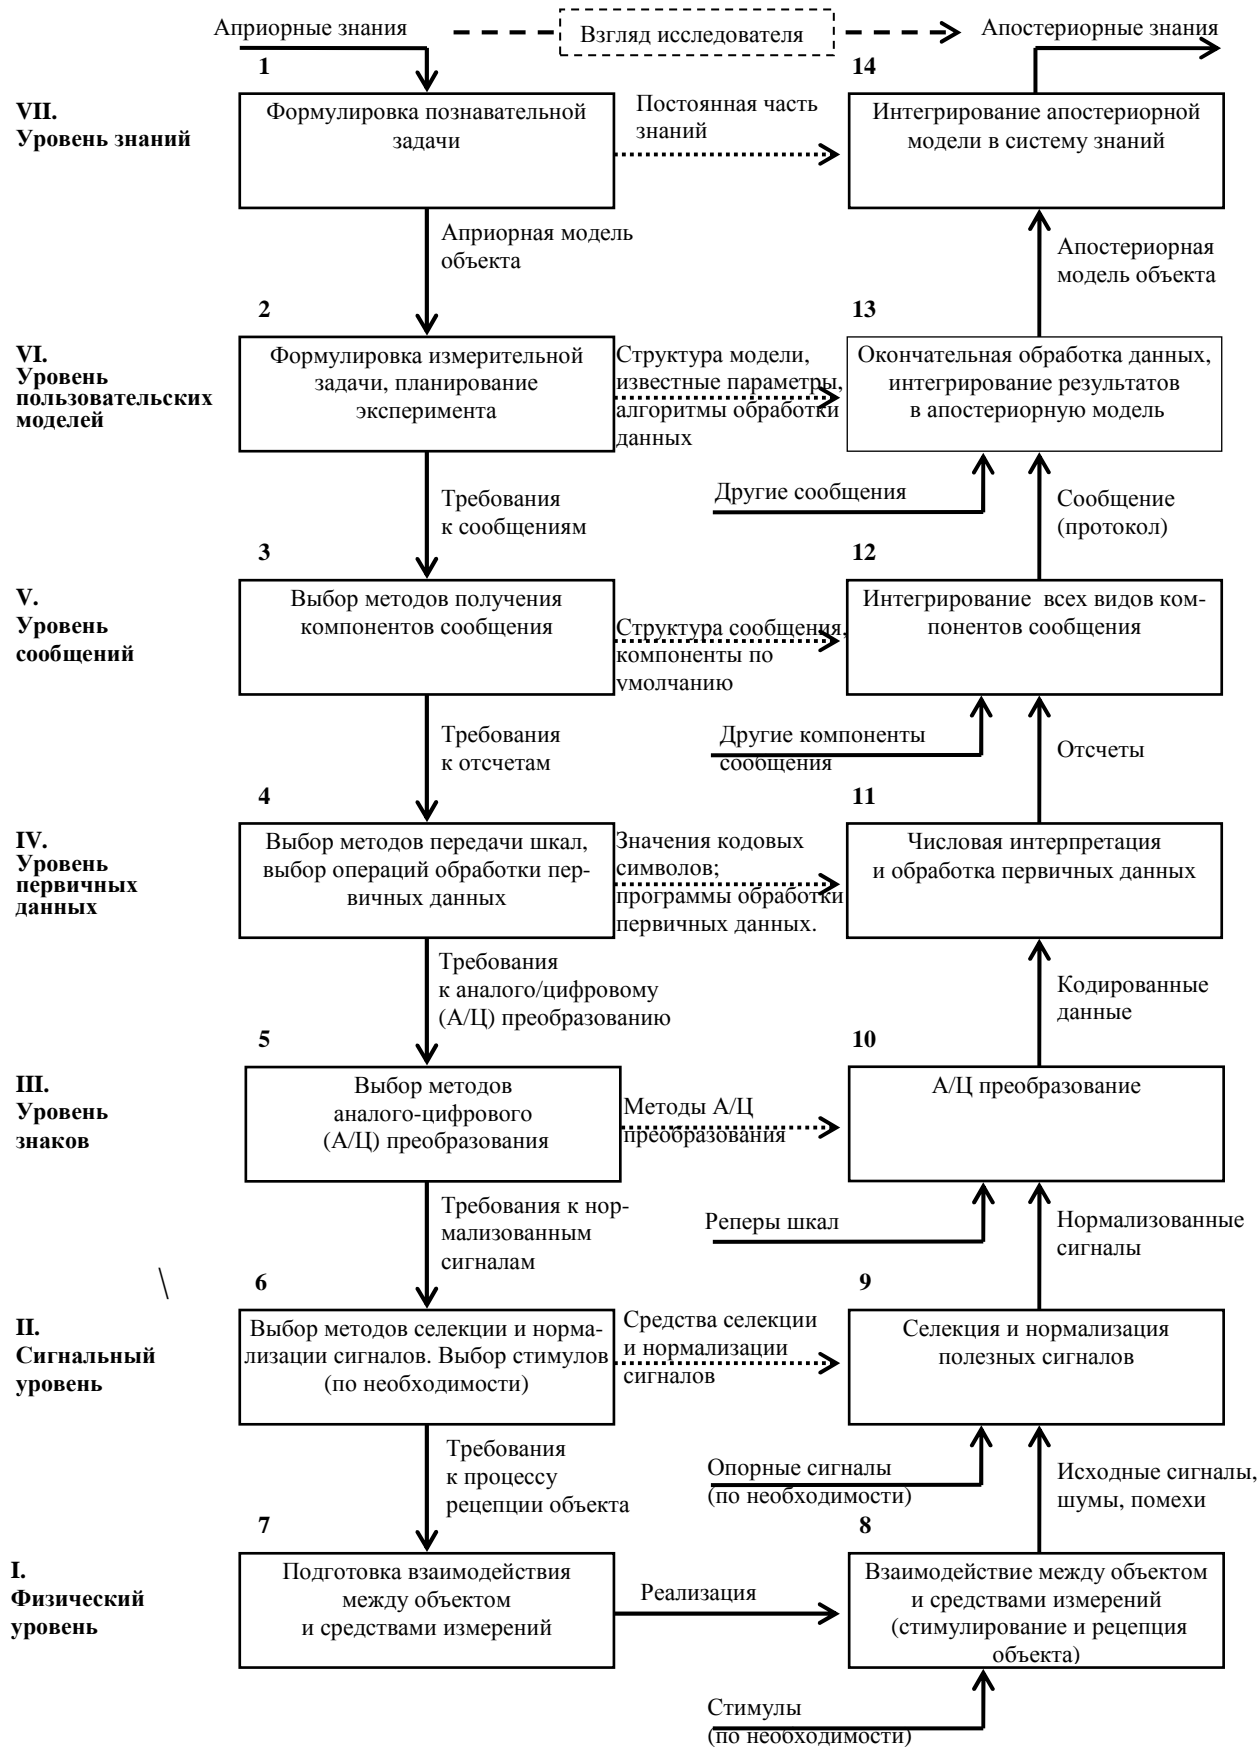 Априорные знания
Взгляд исследователя
Апостериорные знания
1
14
VII.
Уровень знаний
Формулировка познавательной
задачи
Постоянная часть
знаний
Интегрирование апостериорной
модели в систему знаний
Априорная модель
объекта
Апостериорная
модель объекта
2
13
VI.
Уровень
пользовательских
моделей
Формулировка измерительной
задачи, планирование
эксперимента
Структура модели,
известные параметры,
алгоритмы обработки
данных
Окончательная обработка данных,
интегрирование результатов
в апостериорную модель
Требования
к сообщениям
Другие сообщения
Сообщение
(протокол)
3
12
V.
Уровень
сообщений
Выбор методов получения
компонентов сообщения
Структура сообщения,
компоненты по
умолчанию
Интегрирование всех видов ком-
понентов сообщения
Требования
к отсчетам
Другие компоненты
сообщения
Отсчеты
4
11
IV.
Уровень
первичных
данных
Выбор методов передачи шкал,
выбор операций обработки пер-
вичных данных
Значения кодовых
символов;
программы обработки
первичных данных.
Числовая интерпретация
и обработка первичных данных
Требования
к аналого/цифровому
(А/Ц) преобразованию
Кодированные
данные
5
10
III.
Уровень
знаков
Выбор методов
аналого-цифрового
(А/Ц) преобразования
Методы А/Ц
преобразования
А/Ц преобразование
Требования к нор-
мализованным
сигналам
Реперы шкал
Нормализованные
сигналы
\
6
9
II.
Сигнальный
уровень
Выбор методов селекции и норма-
лизации сигналов. Выбор стимулов
(по необходимости)
Средства селекции
и нормализации
сигналов
Селекция и нормализация
полезных сигналов
Требования
к процессу
рецепции объекта
Опорные сигналы
(по необходимости)
Исходные сигналы,
шумы, помехи
7
8
I.
Физический
уровень
Подготовка взаимодействия
между объектом
и средствами измерений
Реализация
Взаимодействие между объектом
и средствами измерений
(стимулирование и рецепция
объекта)
Стимулы
(по необходимости)